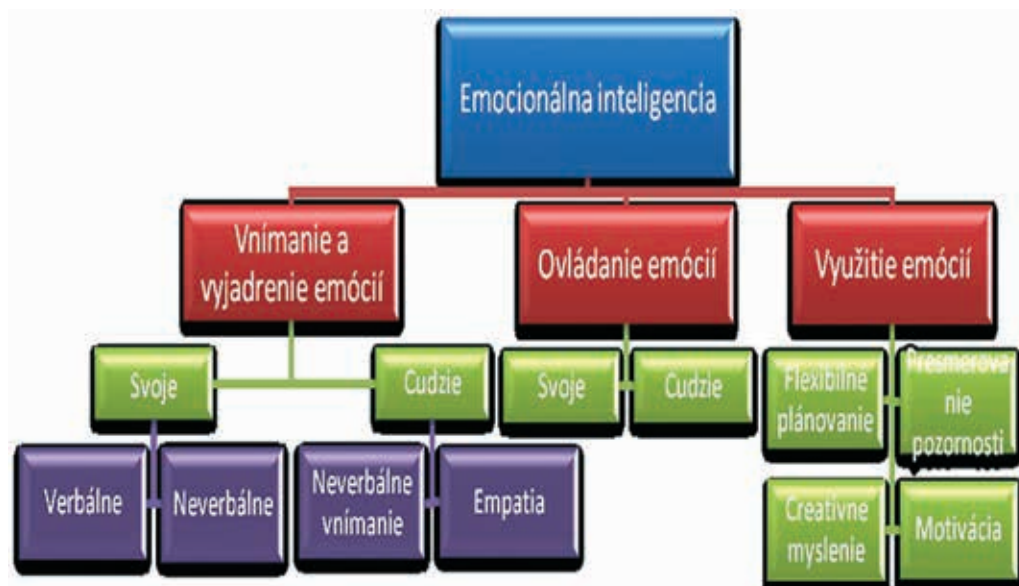 Emocionálna inteligencia
Vnímanie a
vyjadrenie emócií
Ovládanie emócií
Využitie emócií
Svoje
Cudzie
Svoje
Cudzie
Flexibilné
plánovanie
Presmerova
nie
pozornosti
Verbálne
Neverbálne
Neverbálne
vnímanie
Empatia
Creatívne
myslenie
Motivácia